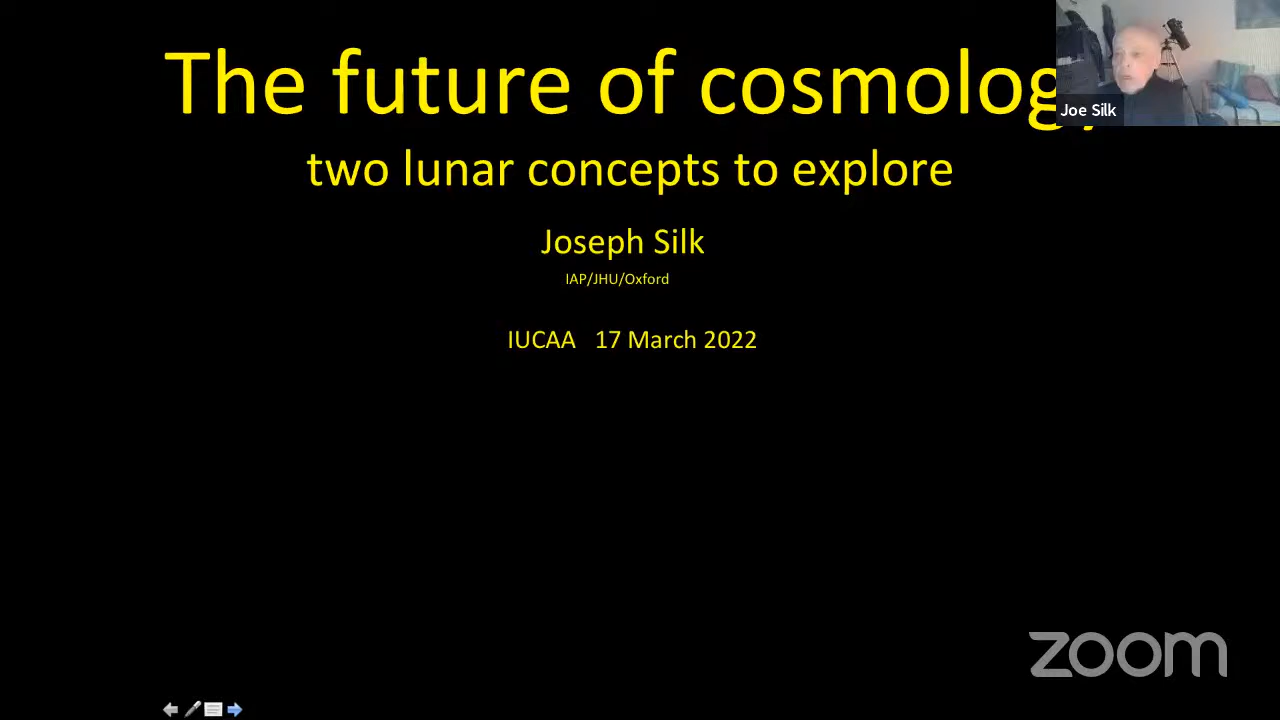 The future of cosmology
two lunar concepts to explore
Joseph Silk
IAP/JHU/Oxford
IUCAA 17 March 2022
Joe Silk
zoom